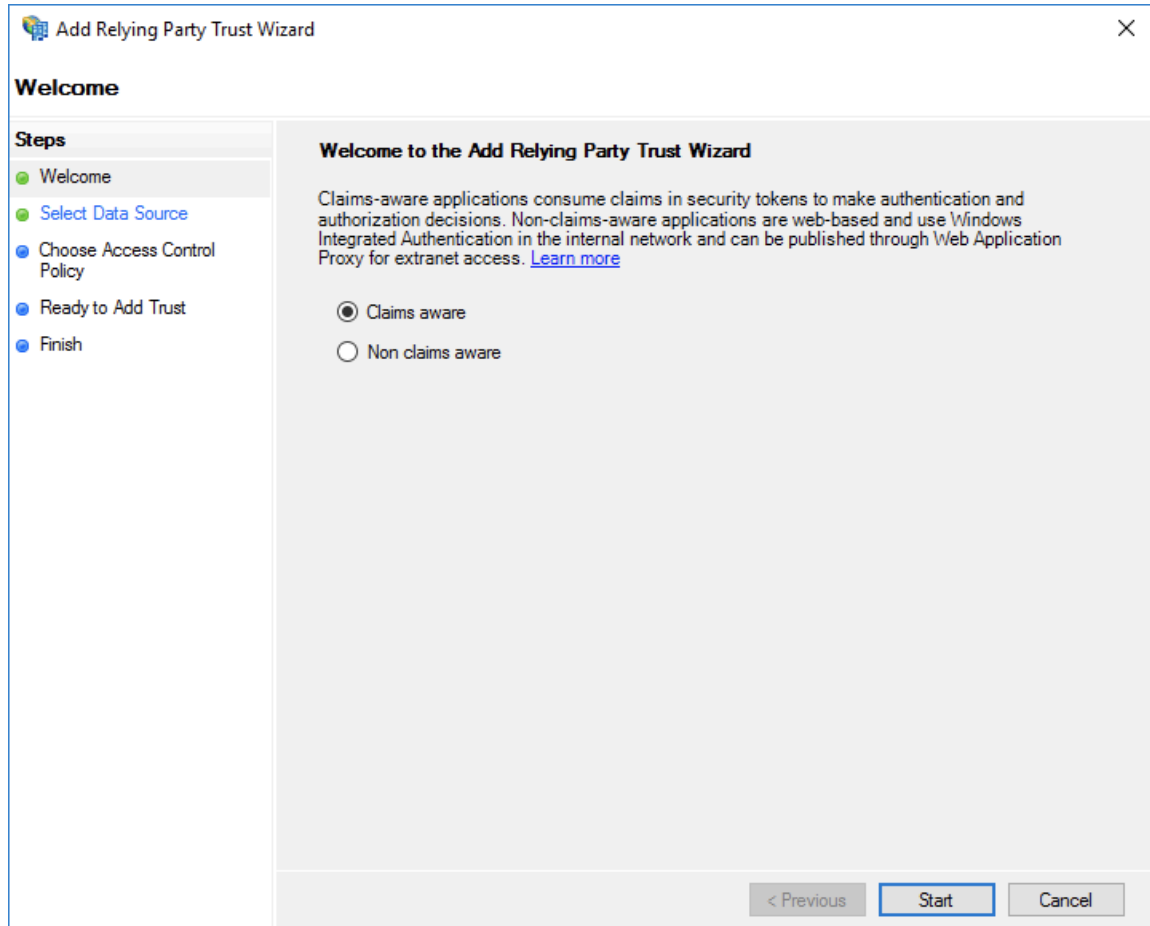 Add Relying Party Trust Wizard
Welcome
Steps
Welcome
Select Data Source
Choose Access Control
Policy
Ready to Add Trust
Finish
Welcome to the Add Relying Party Trust Wizard
Claims-aware applications consume claims in security tokens to make authentication and
authorization decisions. Non-claims-aware applications are web-based and use Windows
Integrated Authentication in the internal network and can be published through Web Application
Proxy for extranet access. Learn more
Claims aware
Non claims aware
< Previous
Start
Cancel